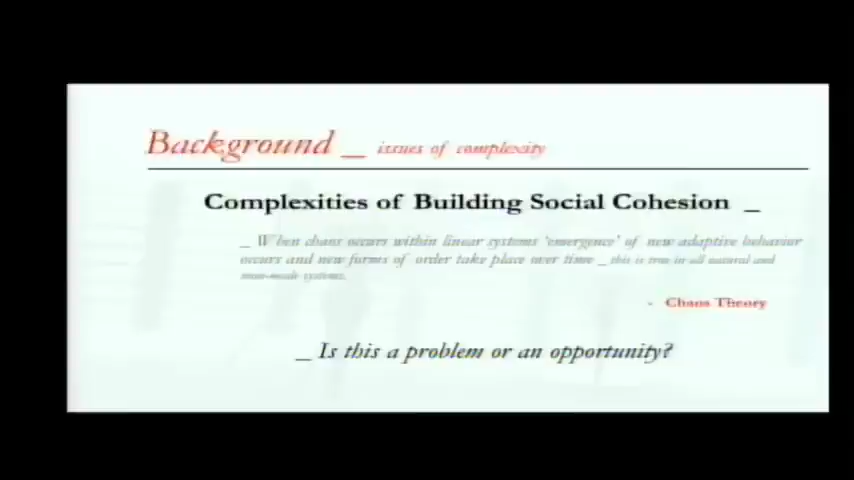 Background _ issues of complexity
Complexities of Building Social Cohesion _
_ When chaos occurs within linear systems 'emergence' of new adaptive behavior
occurs and new forms of order take place over time _ this is true in all natural and
man-made systems.
- Chaos Theory
_ Is this a problem or an opportunity?